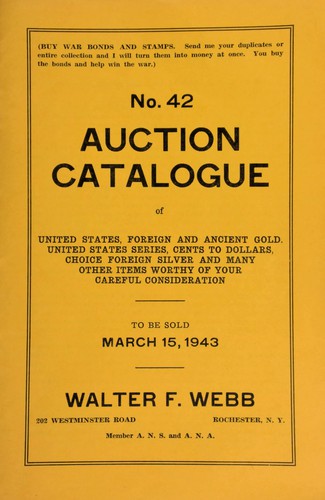 (BUY WAR BONDS AND STAMPS. Send me your duplicates or
entire collection and I will turn them into money at once. You buy
the bonds and help win the war.)
No. 42
AUCTION
CATALOGUE
of
UNITED STATES, FOREIGN AND ANCIENT GOLD.
UNITED STATES SERIES, CENTS TO DOLLARS,
CHOICE FOREIGN SILVER AND MANY
OTHER ITEMS WORTHY OF YOUR
CAREFUL CONSIDERATION
TO BE SOLD
MARCH 15, 1943
WALTER F. WEBB
202 WESTMINSTER ROAD ROCHESTER, N. Y.
Member A. N. S. and A. N. A.